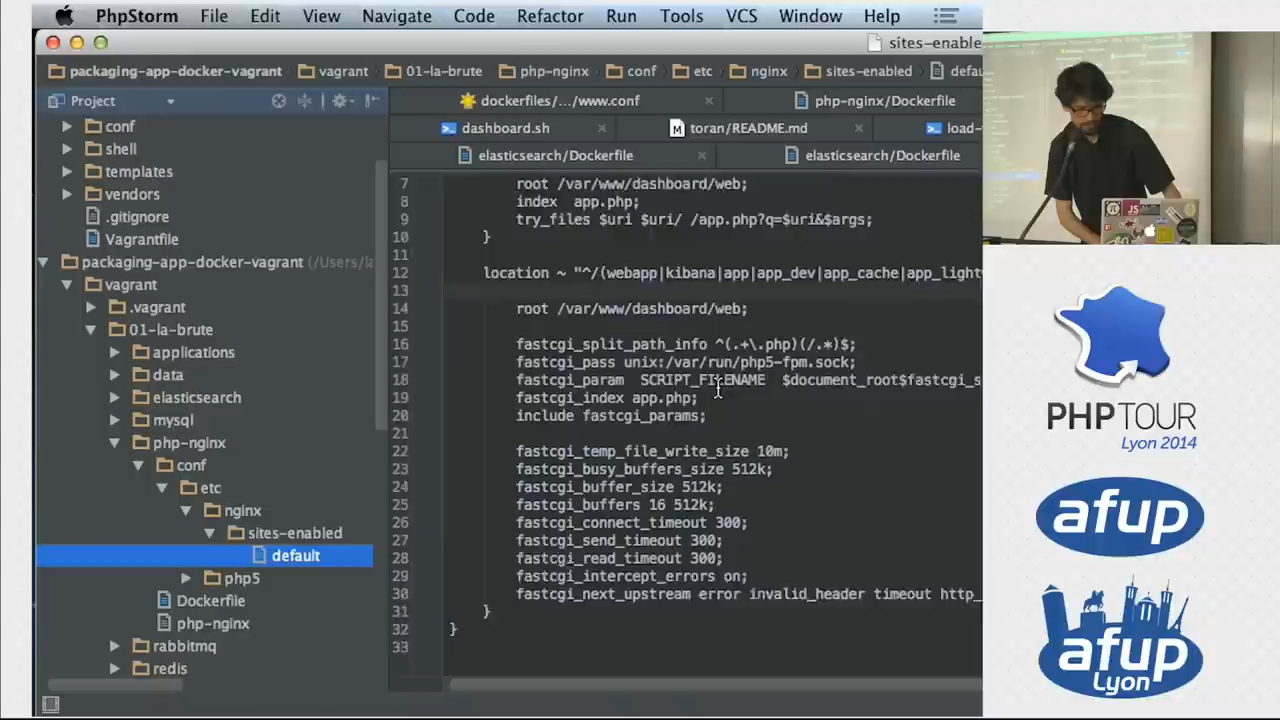 PhpStorm File Edit View Navigate Code Refactor Run Tools VCS Window Help
sites-enable
packaging-app-docker-vagrant vagrant 01-la-brute php-nginx conf etc nginx sites-enabled defau
Project
dockerfiles/.../www.conf php-nginx/Dockerfile
dashboard.sh toran/README.md load-
elasticsearch/Dockerfile elasticsearch/Dockerfile
conf
shell
templates
vendors
.gitignore
Vagrantfile
packaging-app-docker-vagrant (/Users/la
vagrant
.vagrant
01-la-brute
applications
data
elasticsearch
mysql
php-nginx
conf
etc
nginx
sites-enabled
default
php5
Dockerfile
php-nginx
rabbitmq
redis
7 root /var/www/dashboard/web;
8 index app.php;
9 try_files $uri $uri/ /app.php?q=$uri&$args;
10 }
11
12 location ~ "^/(webapp|kibana|app|app_dev|app_cache|app_light
13
14 root /var/www/dashboard/web;
15
16 fastcgi_split_path_info ^(.+\.php)(/.*)$;
17 fastcgi_pass unix:/var/run/php5-fpm.sock;
18 fastcgi_param SCRIPT_FILENAME $document_root$fastcgi_s
19 fastcgi_index app.php;
20 include fastcgi_params;
21
22 fastcgi_temp_file_write_size 10m;
23 fastcgi_busy_buffers_size 512k;
24 fastcgi_buffer_size 512k;
25 fastcgi_buffers 16 512k;
26 fastcgi_connect_timeout 300;
27 fastcgi_send_timeout 300;
28 fastcgi_read_timeout 300;
29 fastcgi_intercept_errors on;
30 fastcgi_next_upstream error invalid_header timeout http_
31 }
32 }
33
JS
PHP TOUR
Lyon 2014
afup
afup
Lyon